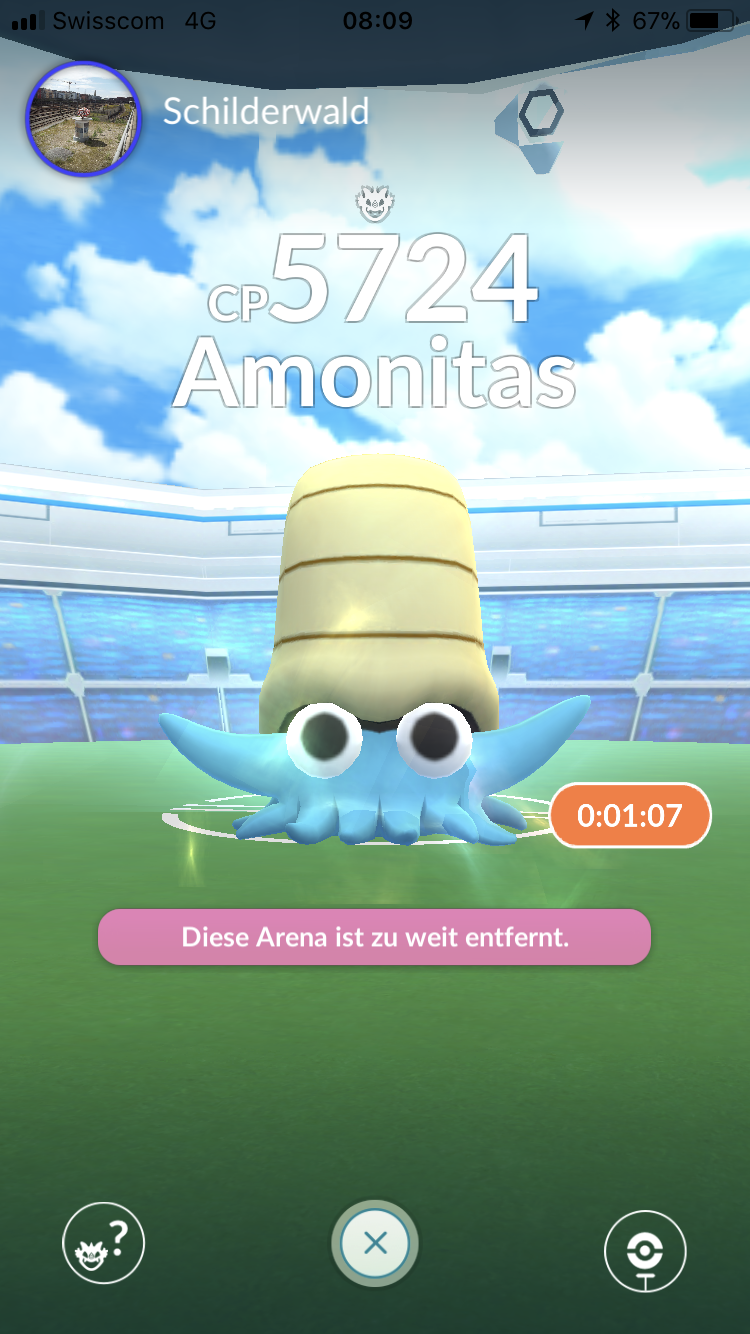 Swisscom 4G 08:09 67%
Schilderwald
CP5724
Amonitas
0:01:07
Diese Arena ist zu weit entfernt.
?